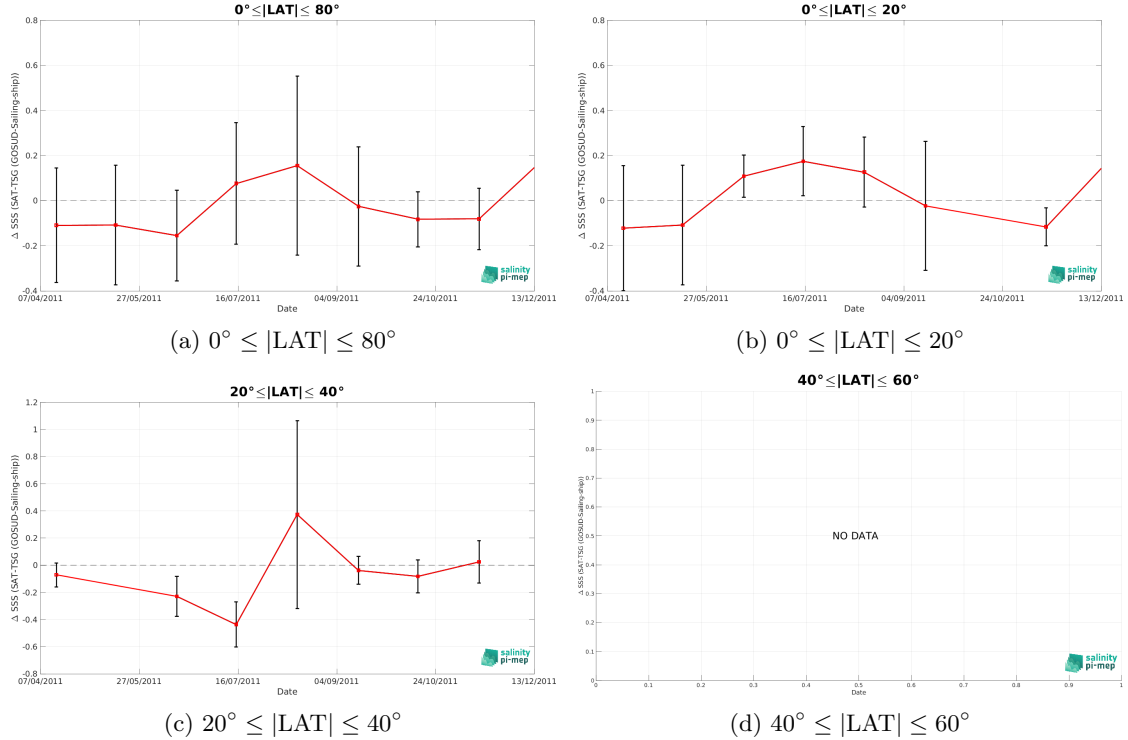 0°≤|LAT|≤ 80°
Δ SSS (SAT-TSG (GOSUD-Sailing-ship))
0.8
0.6
0.4
0.2
0
-0.2
-0.4
07/04/2011 27/05/2011 16/07/2011 04/09/2011 24/10/2011 13/12/2011
Date
salinity
pi-mep
(a) 0° ≤ |LAT| ≤ 80°
0°≤|LAT|≤ 20°
Δ SSS (SAT-TSG (GOSUD-Sailing-ship))
0.8
0.6
0.4
0.2
0
-0.2
-0.4
07/04/2011 27/05/2011 16/07/2011 04/09/2011 24/10/2011 13/12/2011
Date
salinity
pi-mep
(b) 0° ≤ |LAT| ≤ 20°
20°≤|LAT|≤ 40°
Δ SSS (SAT-TSG (GOSUD-Sailing-ship))
1.2
1
0.8
0.6
0.4
0.2
0
-0.2
-0.4
-0.6
-0.8
07/04/2011 27/05/2011 16/07/2011 04/09/2011 24/10/2011 13/12/2011
Date
salinity
pi-mep
(c) 20° ≤ |LAT| ≤ 40°
40°≤|LAT|≤ 60°
Δ SSS (SAT-TSG (GOSUD-Sailing-ship))
1
0.9
0.8
0.7
0.6
0.5
0.4
0.3
0.2
0.1
0
NO DATA
0 0.1 0.2 0.3 0.4 0.5 0.6 0.7 0.8 0.9 1
Date
salinity
pi-mep
(d) 40° ≤ |LAT| ≤ 60°